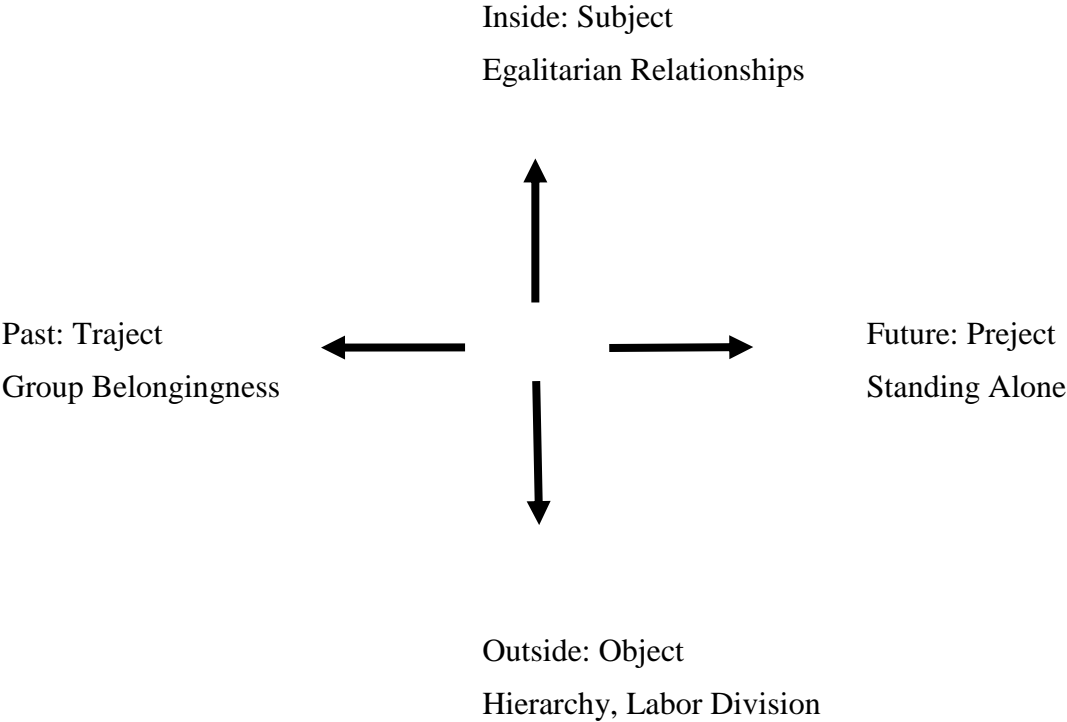 Inside: Subject
Egalitarian Relationships
Past: Traject
Group Belongingness
Future: Preject
Standing Alone
Outside: Object
Hierarchy, Labor Division